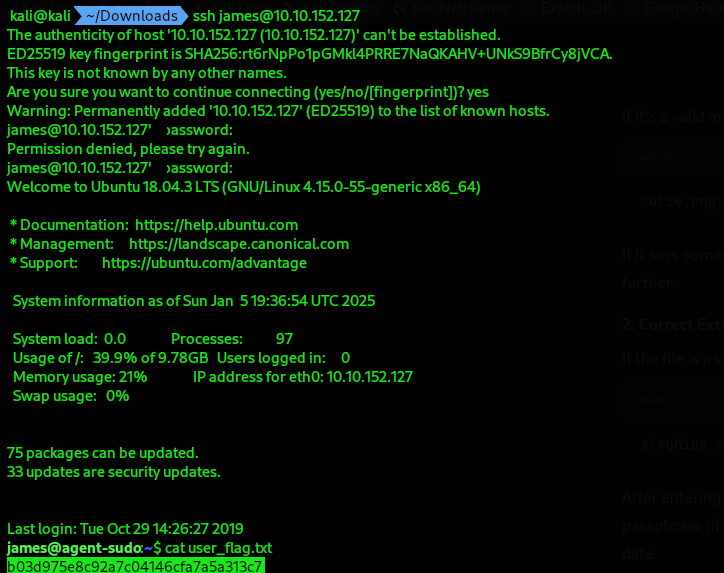 kali@kali ~/Downloads ssh james@10.10.152.127
The authenticity of host '10.10.152.127 (10.10.152.127)' can't be established.
ED25519 key fingerprint is SHA256:rt6rNpPo1pGMkl4PRRE7NaQKAHV+UNkS9BfrCy8jVCA.
This key is not known by any other names.
Are you sure you want to continue connecting (yes/no/[fingerprint])? yes
Warning: Permanently added '10.10.152.127' (ED25519) to the list of known hosts.
james@10.10.152.127' password:
Permission denied, please try again.
james@10.10.152.127' password:
Welcome to Ubuntu 18.04.3 LTS (GNU/Linux 4.15.0-55-generic x86_64)
* Documentation: https://help.ubuntu.com
* Management: https://landscape.canonical.com
* Support: https://ubuntu.com/advantage
System information as of Sun Jan 5 19:36:54 UTC 2025
System load: 0.0 Processes: 97
Usage of /: 39.9% of 9.78GB Users logged in: 0
Memory usage: 21% IP address for eth0: 10.10.152.127
Swap usage: 0%
75 packages can be updated.
33 updates are security updates.
Last login: Tue Oct 29 14:26:27 2019
james@agent-sudo:~$ cat user_flag.txt
b03d975e8c92a7c04146cfa7a5a313c7
Kali NetHunter Exploit-DB Google Hack
If it's a valid im
cutie.png
If it says some
further.
2. Correct Extr
If the file is a v
bash
steghide
After entering
passphrase (if
data.